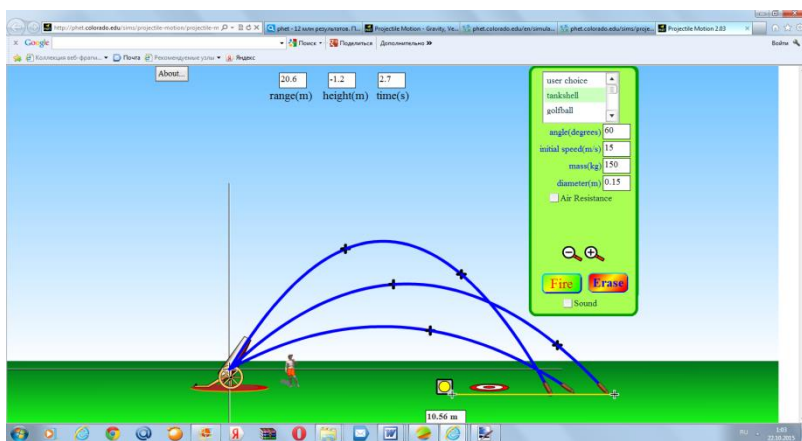 http://phet.colorado.edu/sims/projectile-motion/projectile-m
phet - 12 млн результатов. П...
Projectile Motion - Gravity, Ve...
phet.colorado.edu/en/simula...
phet.colorado.edu/sims/proje...
Projectile Motion 2.03
x Google
Поиск
Поделиться
Дополнительно »
Войти
Коллекция веб-фрагм...
Почта
Рекомендуемые узлы
Яндекс
About...
20.6 -1.2 2.7
range(m) height(m) time(s)
user choice
tankshell
golfball
angle(degrees) 60
initial speed(m/s) 15
mass(kg) 150
diameter(m) 0.15
Air Resistance
Fire Erase
Sound
10.56 m
RU
1:03
22.10.2015